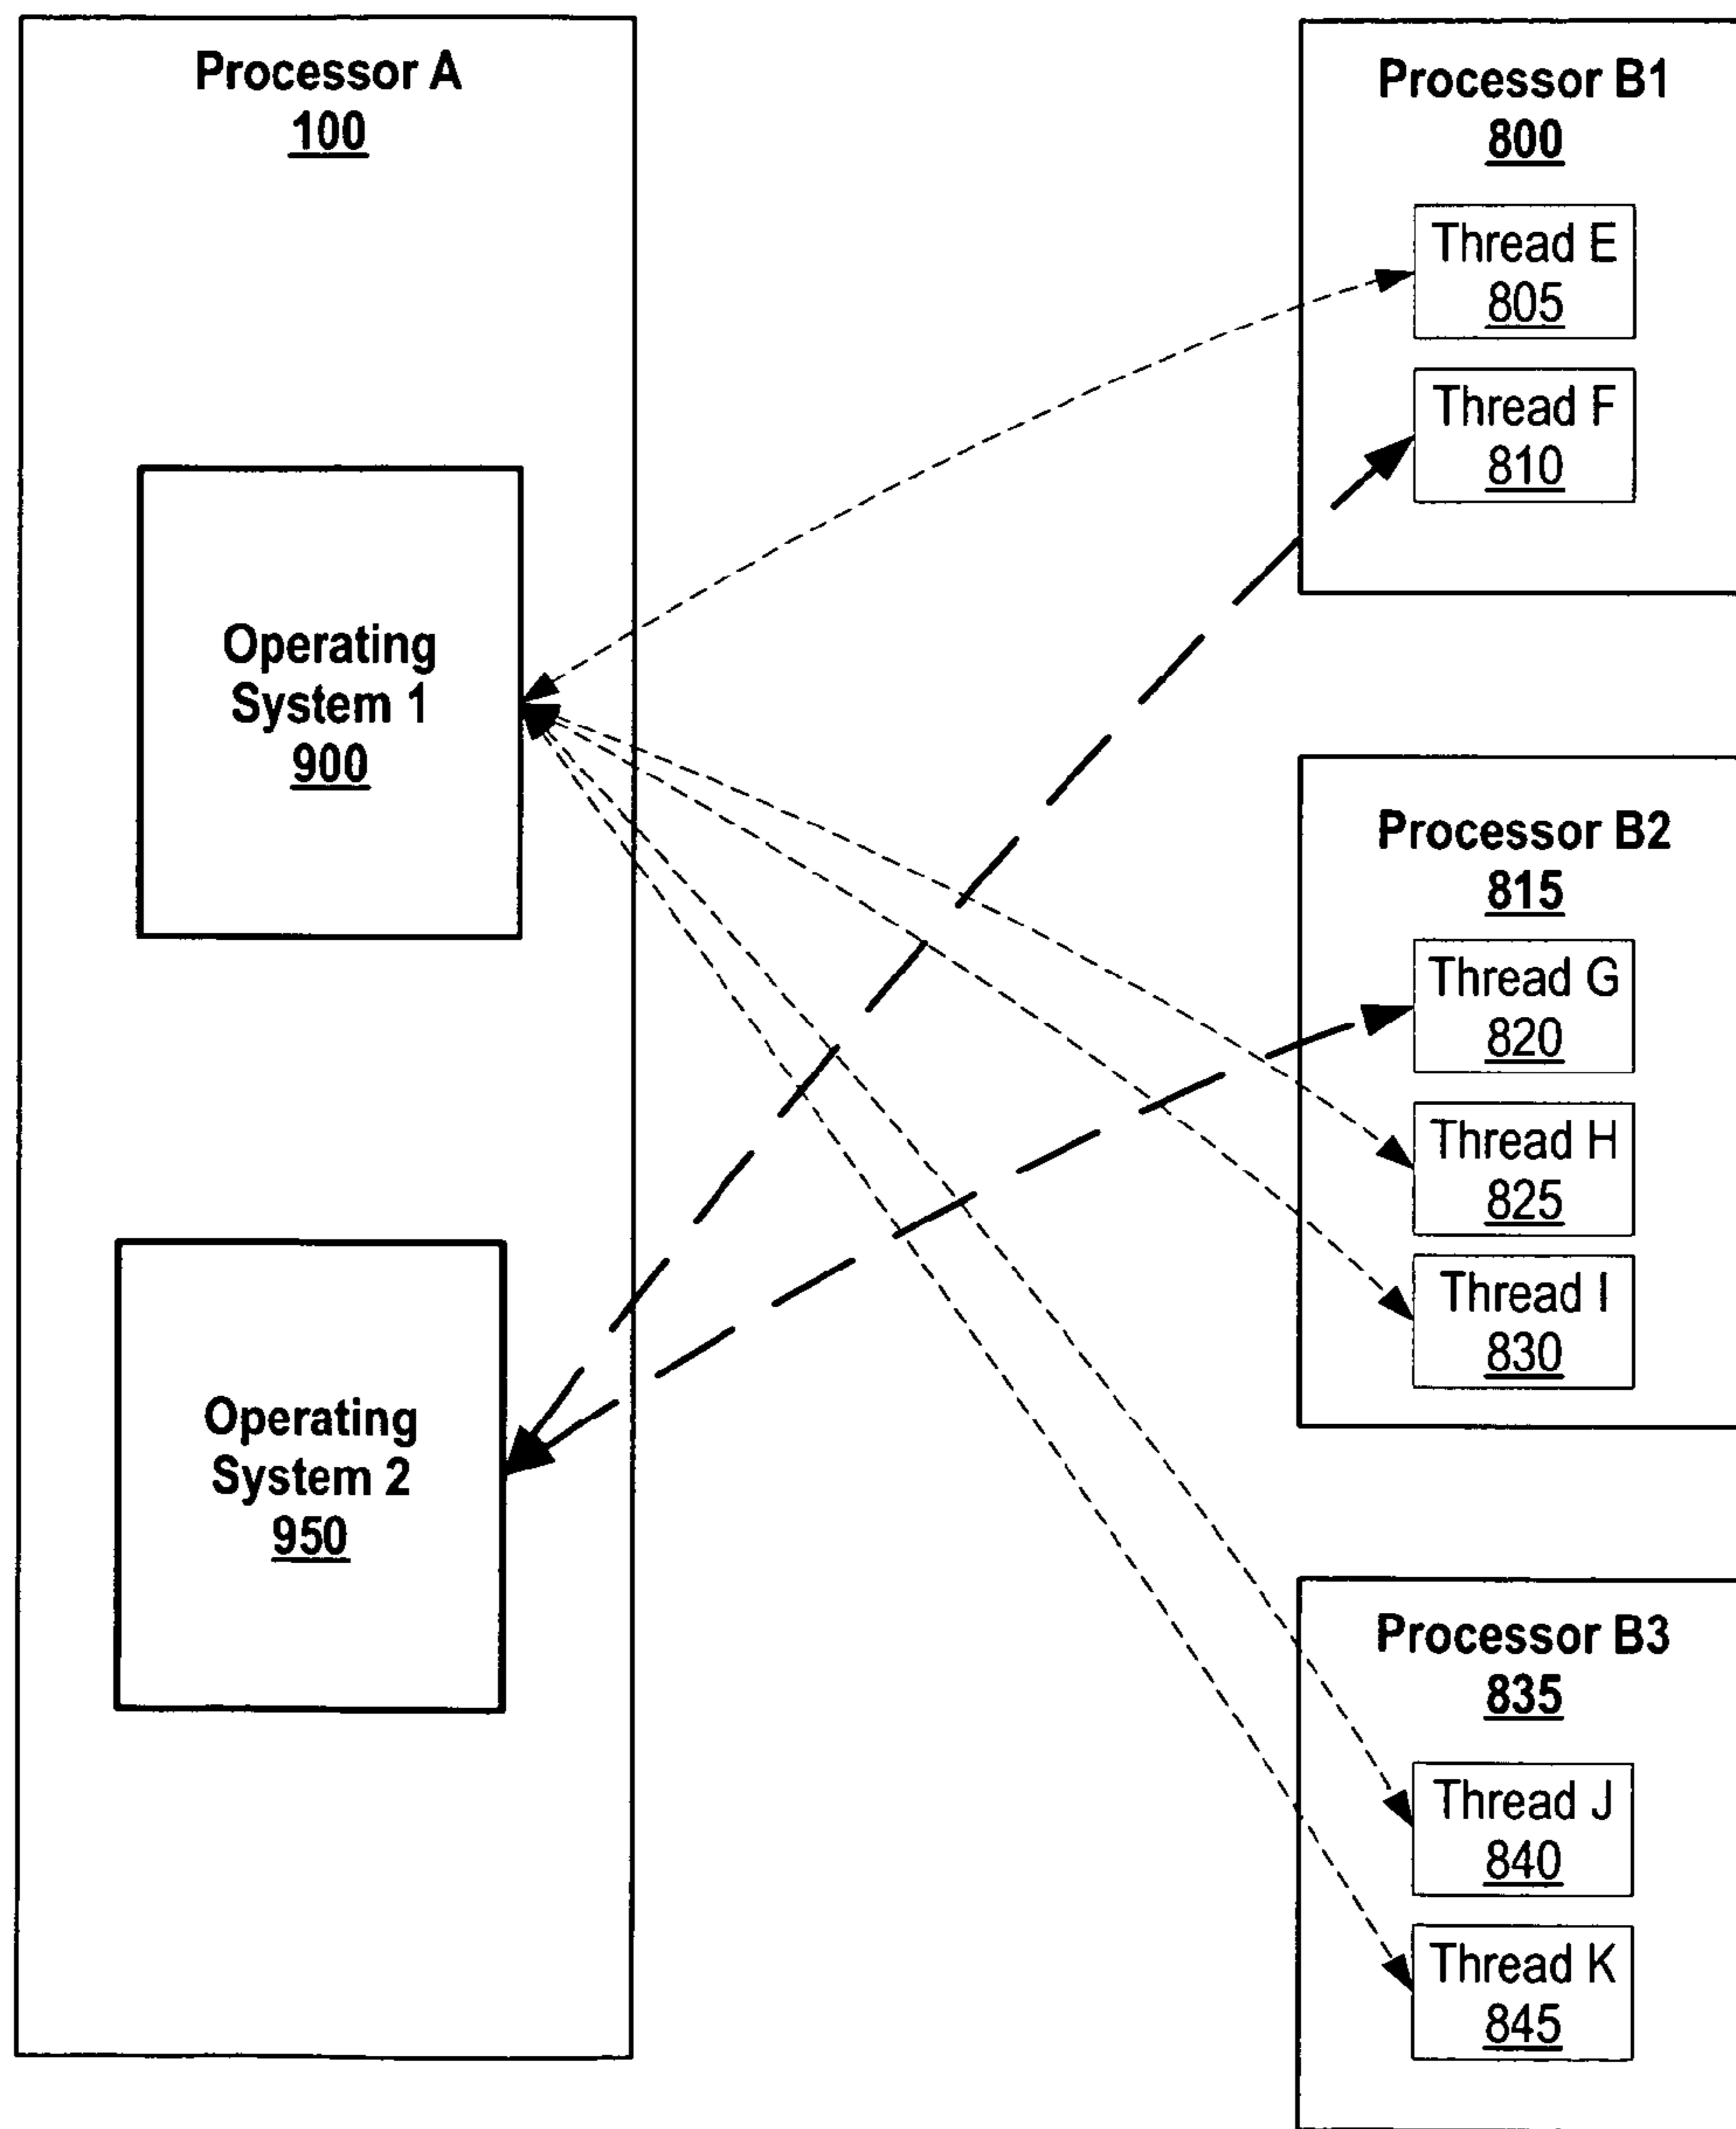 Processor A
100
Operating
System 1
900
Operating
System 2
950
Processor B1
800
Thread E
805
Thread F
810
Processor B2
815
Thread G
820
Thread H
825
Thread I
830
Processor B3
835
Thread J
840
Thread K
845